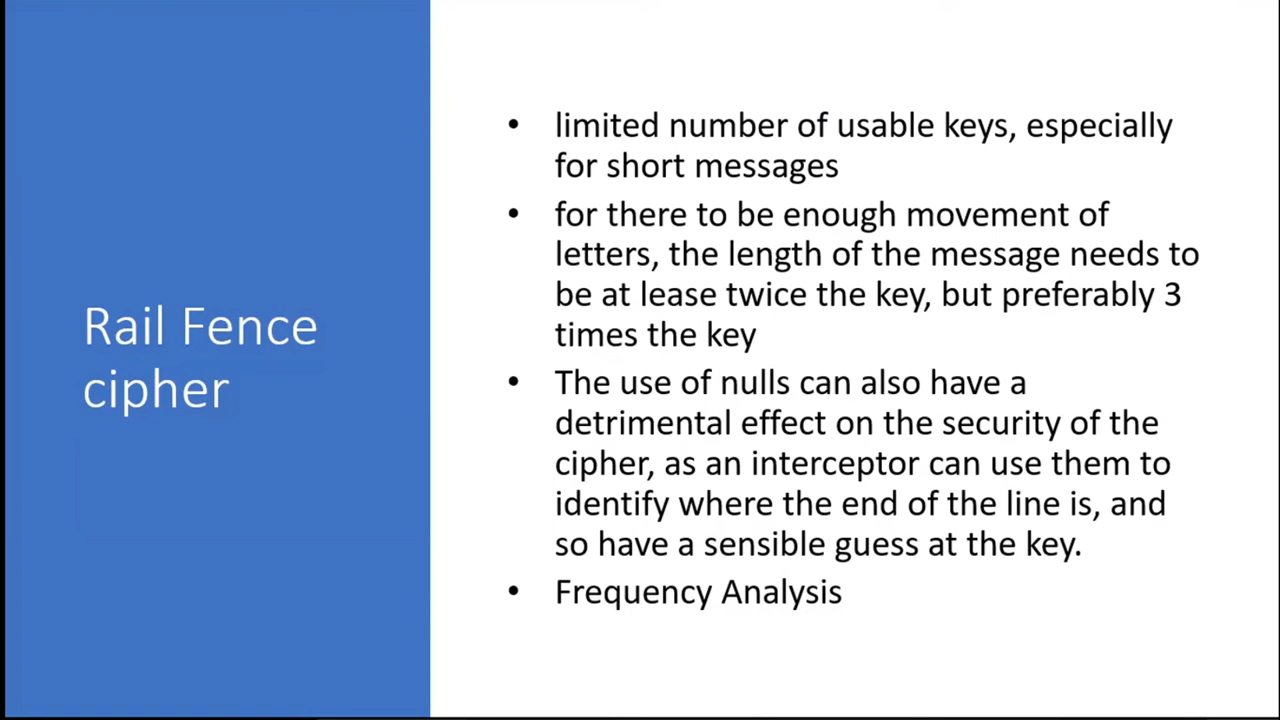 Rail Fence
cipher
• limited number of usable keys, especially
for short messages
• for there to be enough movement of
letters, the length of the message needs to
be at lease twice the key, but preferably 3
times the key
• The use of nulls can also have a
detrimental effect on the security of the
cipher, as an interceptor can use them to
identify where the end of the line is, and
so have a sensible guess at the key.
• Frequency Analysis